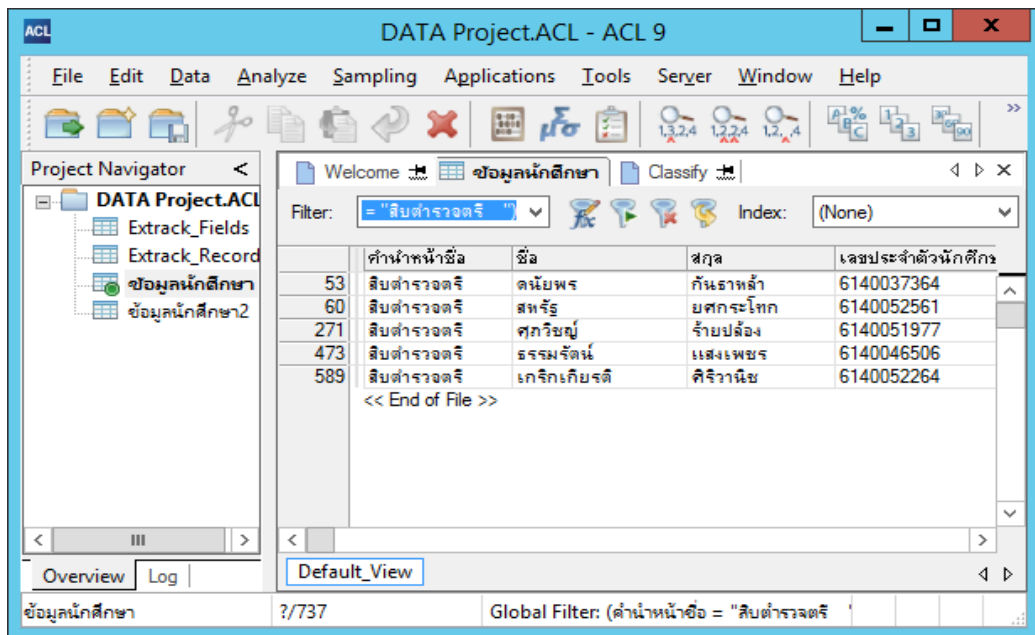 ACL DATA Project.ACL - ACL 9
File Edit Data Analyze Sampling Applications Tools Server Window Help
Project Navigator
DATA Project.ACL
Extrack_Fields
Extrack_Record
ข้อมูลนักศึกษา
ข้อมูลนักศึกษา2
Overview Log
Welcome ข้อมูลนักศึกษา Classify
Filter: = "สิบตำรวจตรี ") Index: (None)
คำนำหน้าชื่อ ชื่อ สกุล เลขประจำตัวนักศึกษ
53 สิบตำรวจตรี ดนัยพร กันธาหล้า 6140037364
60 สิบตำรวจตรี สหรัฐ ยศกระโทก 6140052561
271 สิบตำรวจตรี ศุภวิชญ์ ร้ายปล้อง 6140051977
473 สิบตำรวจตรี ธรรมรัตน์ แสงเพชร 6140046506
589 สิบตำรวจตรี เกริกเกียรติ ศิริวานิช 6140052264
<< End of File >>
Default_View
ข้อมูลนักศึกษา ?/737 Global Filter: (คำนำหน้าชื่อ = "สิบตำรวจตรี "